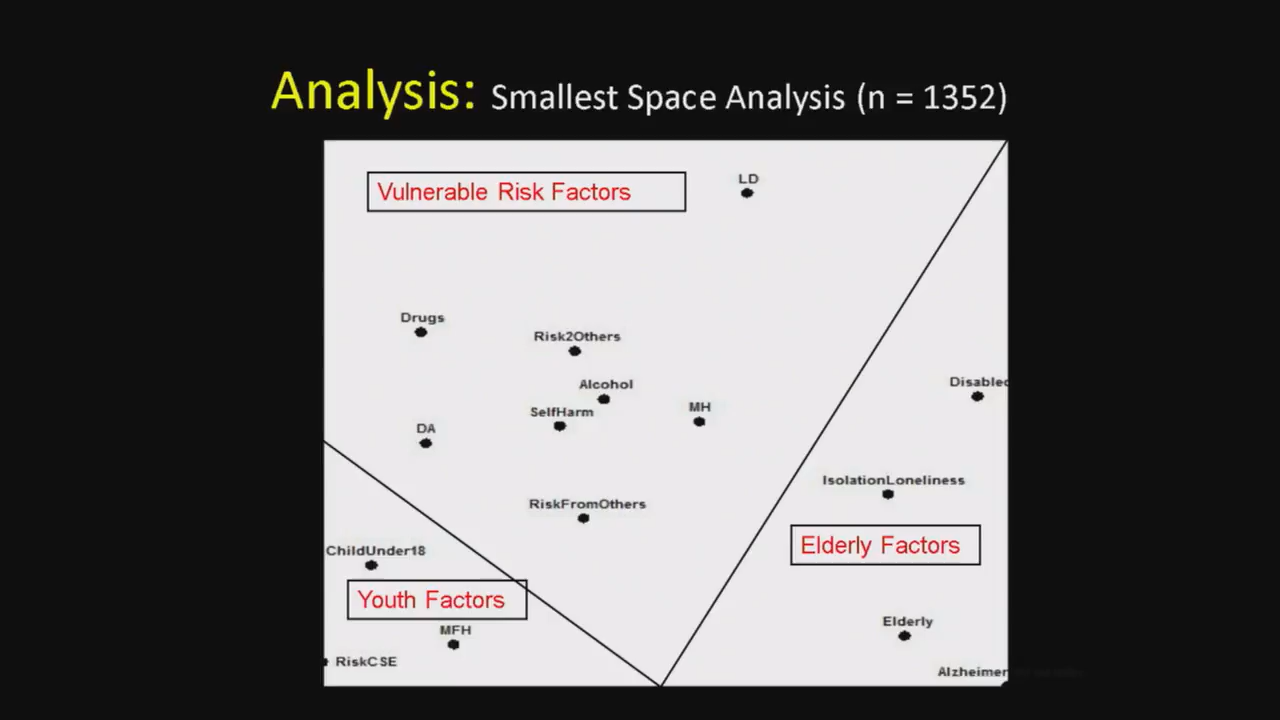 Analysis: Smallest Space Analysis (n = 1352)
Vulnerable Risk Factors
LD
Drugs
Risk2Others
Alcohol
SelfHarm
MH
DA
Disabled
IsolationLoneliness
RiskFromOthers
Elderly Factors
ChildUnder18
Youth Factors
MFH
Elderly
RiskCSE